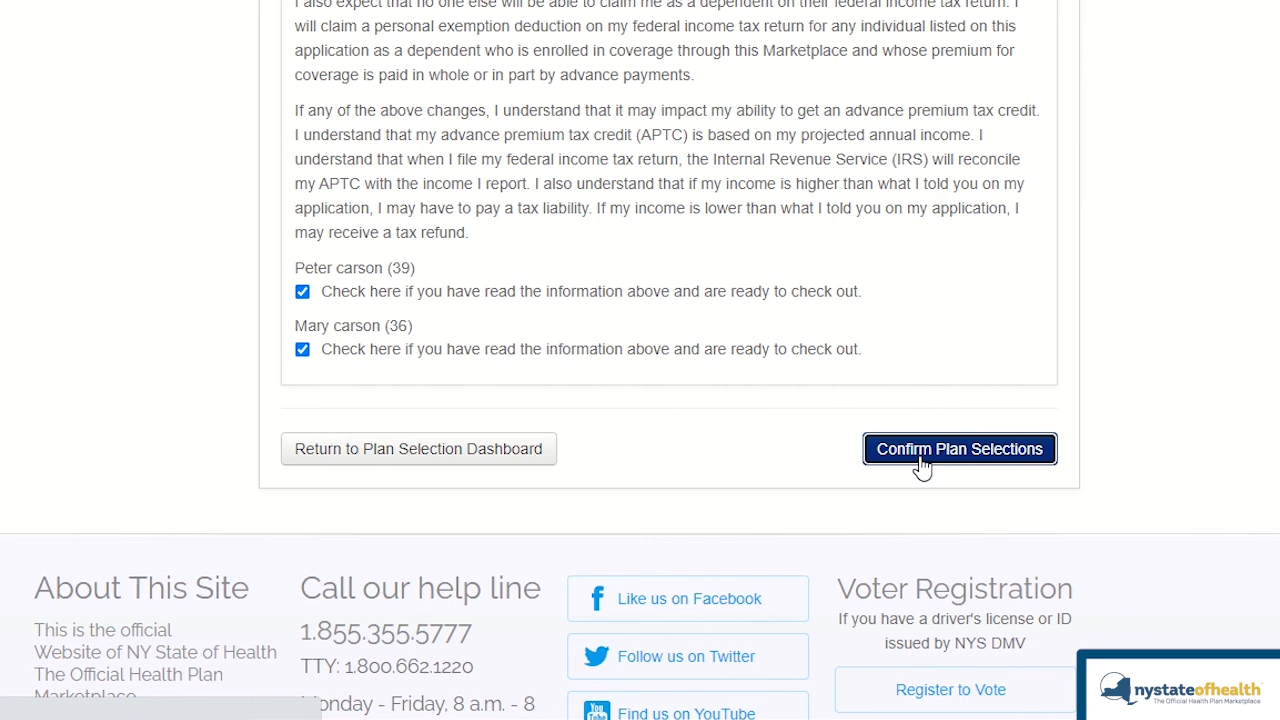 I also expect that no one else will be able to claim me as a dependent on their federal income tax return. I
will claim a personal exemption deduction on my federal income tax return for any individual listed on this
application as a dependent who is enrolled in coverage through this Marketplace and whose premium for
coverage is paid in whole or in part by advance payments.
If any of the above changes, I understand that it may impact my ability to get an advance premium tax credit.
I understand that my advance premium tax credit (APTC) is based on my projected annual income. I
understand that when I file my federal income tax return, the Internal Revenue Service (IRS) will reconcile
my APTC with the income I report. I also understand that if my income is higher than what I told you on my
application, I may have to pay a tax liability. If my income is lower than what I told you on my application, I
may receive a tax refund.
Peter carson (39)
Check here if you have read the information above and are ready to check out.
Mary carson (36)
Check here if you have read the information above and are ready to check out.
Return to Plan Selection Dashboard
Confirm Plan Selections
About This Site
This is the official
Website of NY State of Health
The Official Health Plan
Marketplace
Call our help line
1.855.355.5777
TTY: 1.800.662.1220
Monday - Friday, 8 a.m. - 8
Like us on Facebook
Follow us on Twitter
You
Tube
Find us on YouTube
Voter Registration
If you have a driver's license or ID
issued by NYS DMV
Register to Vote
nystateofhealth
The Official Health Plan Marketplace